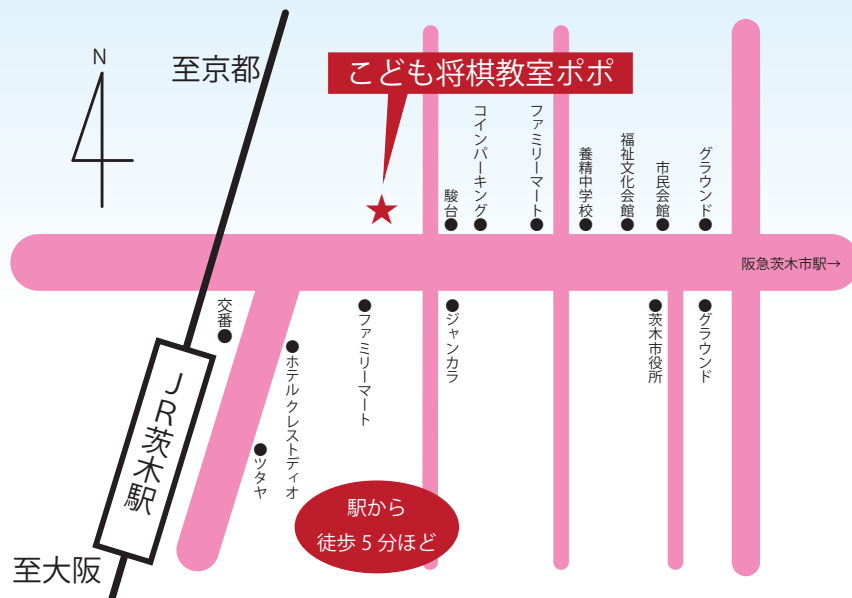 N
至京都
こども将棋教室ポポ
駿台
コインパーキング
ファミリーマート
養精中学校
福祉文化会館
市民会館
グラウンド
阪急茨木市駅→
交番
ホテルクレストディオ
ツタヤ
ファミリーマート
ジャンカラ
茨木市役所
グラウンド
JR茨木駅
駅から
徒歩5分ほど
至大阪